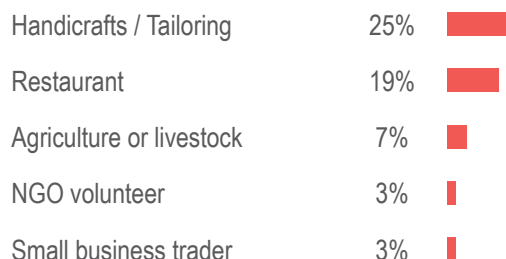 Handicrafts / Tailoring 25%
Restaurant 19%
Agriculture or livestock 7%
NGO volunteer 3%
Small business trader 3%